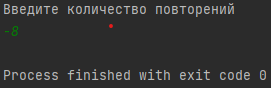 Введите количество повторений
-8
Process finished with exit code 0